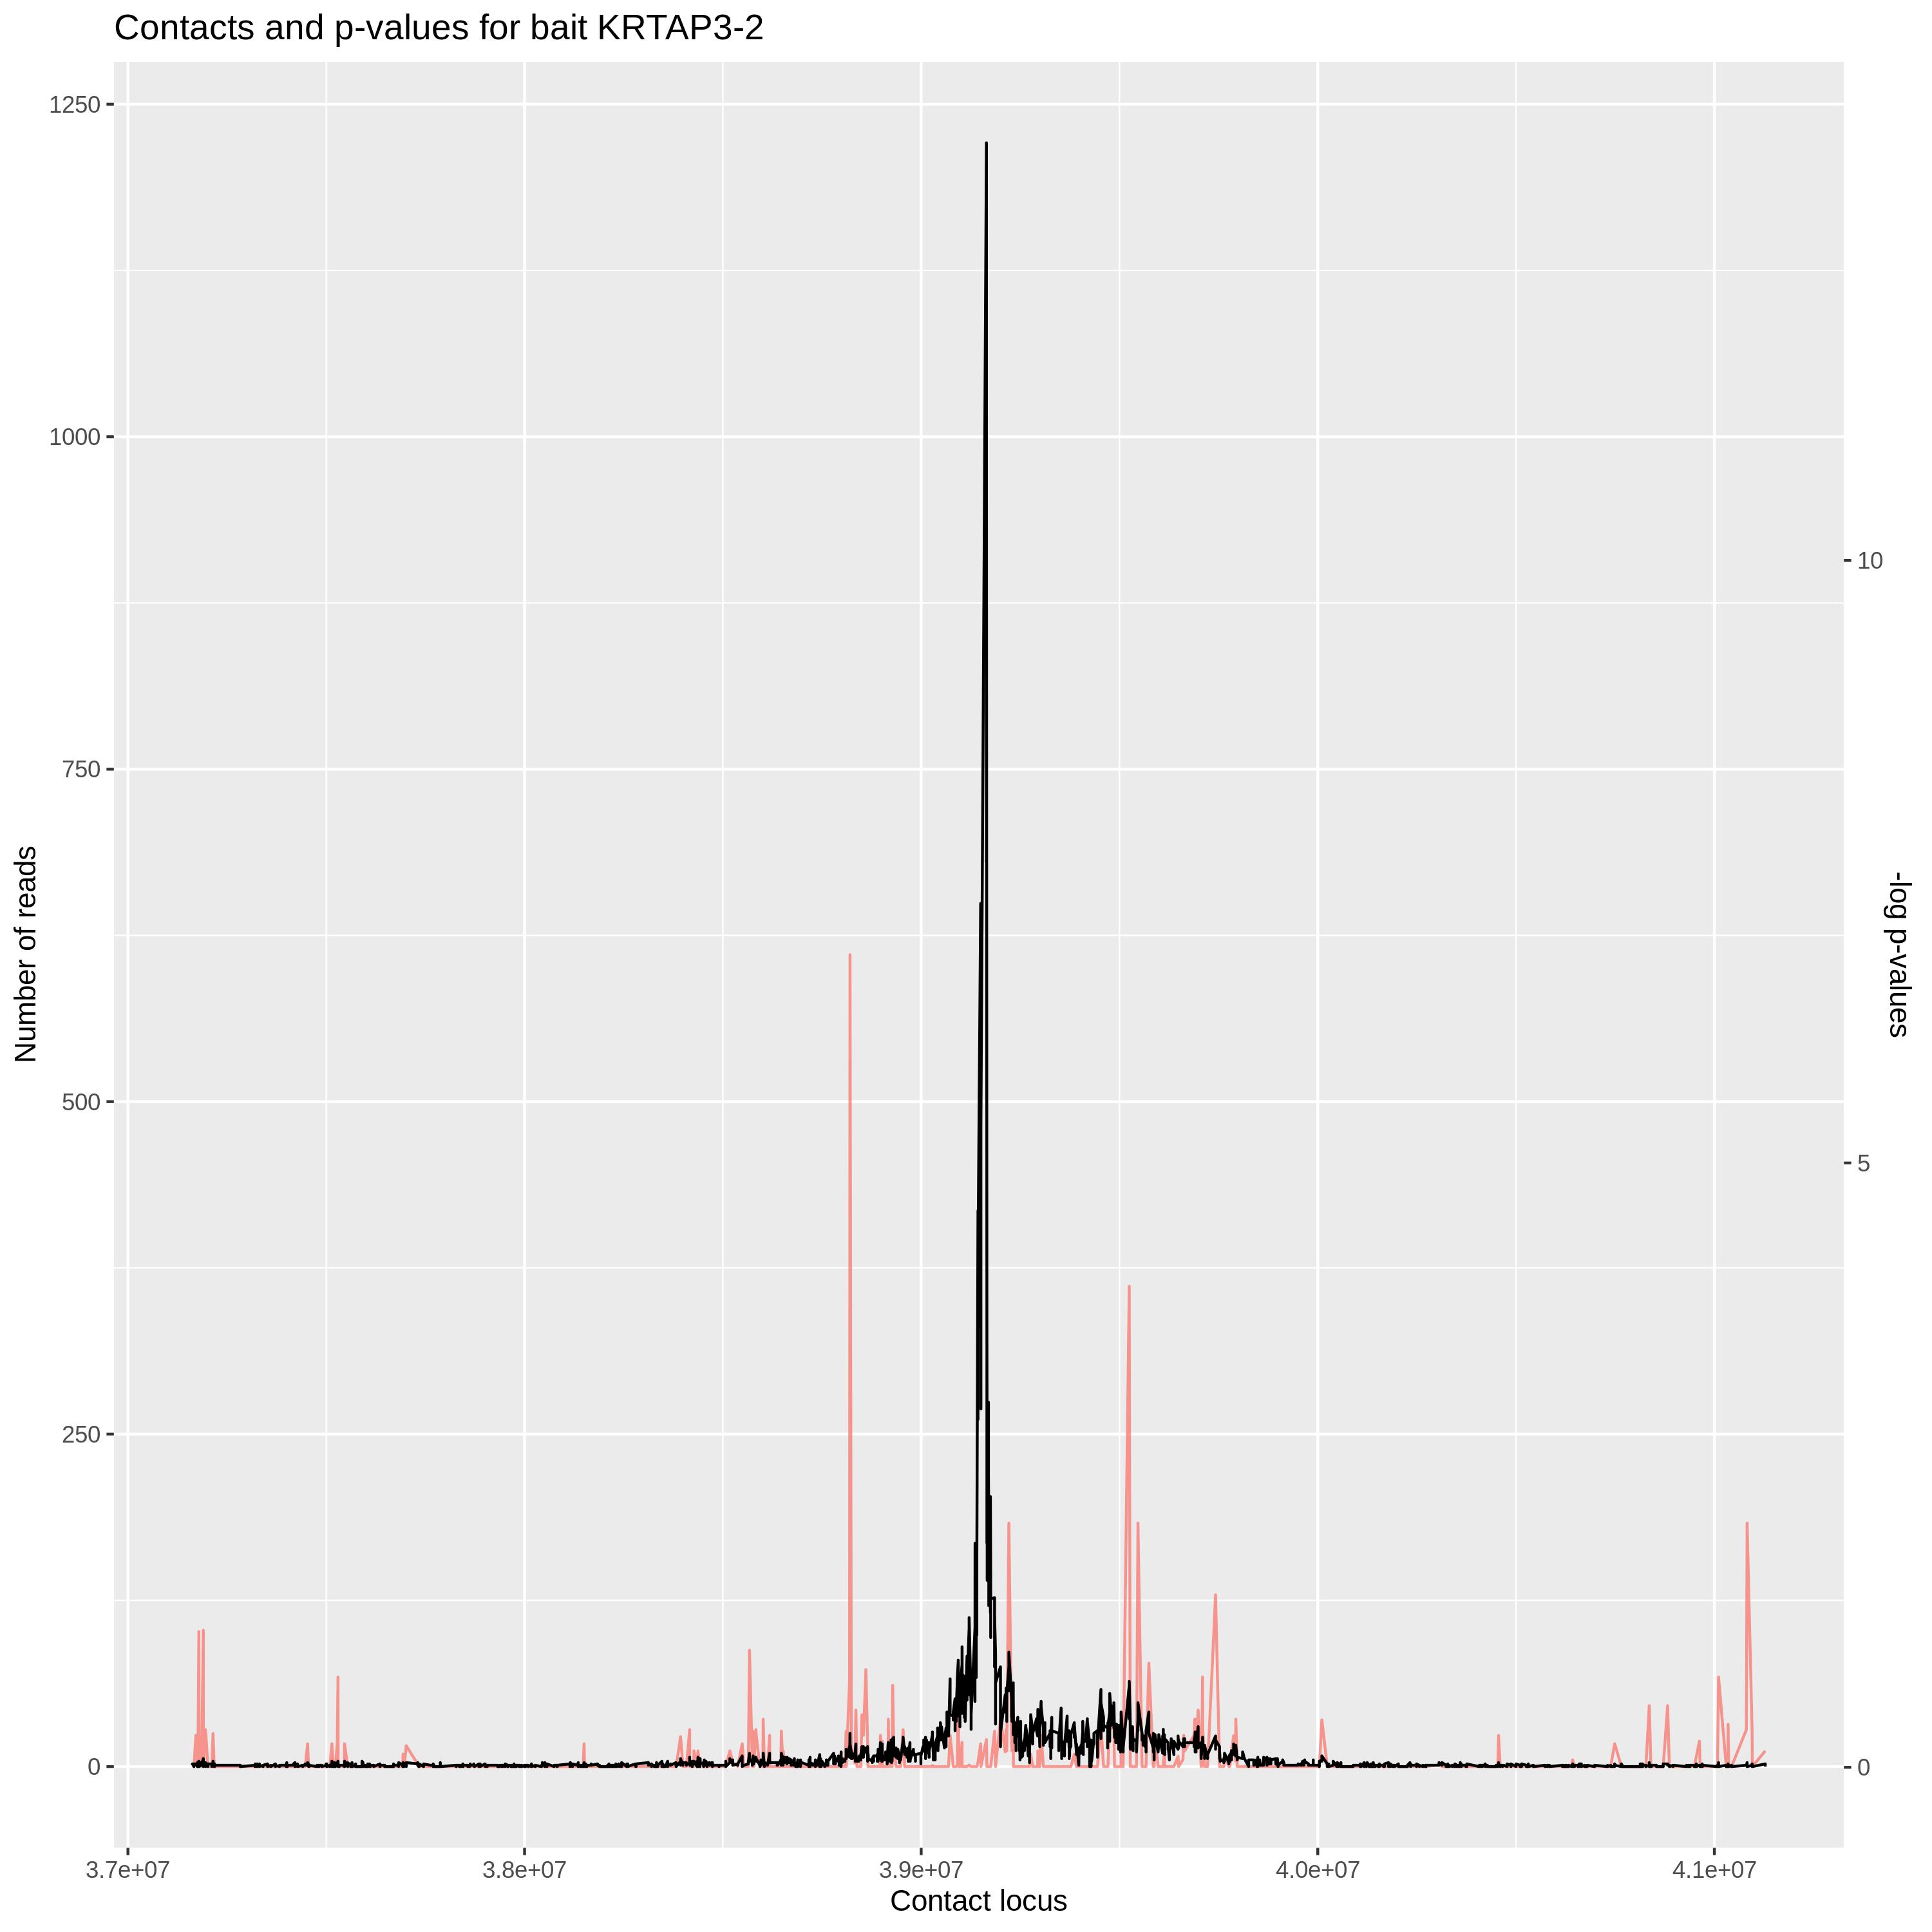 Contacts and p-values for bait KRTAP3-2
1250
1000
750
500
250
0
Number of reads
10
5
0
-log p-values
3.7e+07 3.8e+07 3.9e+07 4.0e+07 4.1e+07
Contact locus